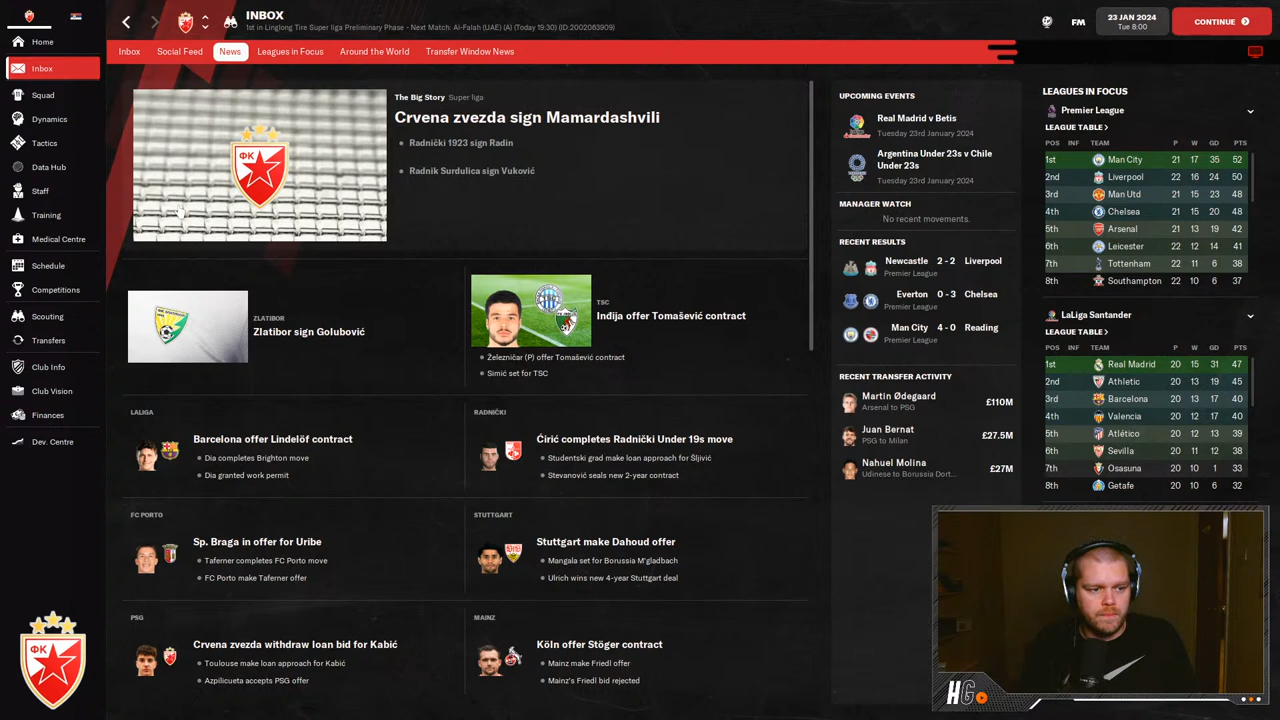 INBOX
1st in Linglong Tire Super liga Preliminary Phase - Next Match: Al-Falah (UAE) (A) (Today 19:30) (ID:2002063909)
FM
23 JAN 2024
Tue 8:00
CONTINUE
Home
Inbox
Squad
Dynamics
Tactics
Data Hub
Staff
Training
Medical Centre
Schedule
Competitions
Scouting
Transfers
Club Info
Club Vision
Finances
Dev. Centre
Inbox Social Feed News Leagues in Focus Around the World Transfer Window News
The Big Story Super liga
Crvena zvezda sign Mamardashvili
Radnički 1923 sign Radin
Radnik Surdulica sign Vuković
ФК
ZLATIBOR
Zlatibor sign Golubović
TSC
Inđija offer Tomašević contract
Železničar (P) offer Tomašević contract
Simić set for TSC
LALIGA
Barcelona offer Lindelöf contract
Dia completes Brighton move
Dia granted work permit
RADNIČKI
Ćirić completes Radnički Under 19s move
Studentski grad make loan approach for Šljivić
Stevanović seals new 2-year contract
FC PORTO
Sp. Braga in offer for Uribe
Taferner completes FC Porto move
FC Porto make Taferner offer
STUTTGART
Stuttgart make Dahoud offer
Mangala set for Borussia M'gladbach
Ulrich wins new 4-year Stuttgart deal
PSG
Crvena zvezda withdraw loan bid for Kabić
Toulouse make loan approach for Kabić
Azpilicueta accepts PSG offer
MAINZ
Köln offer Stöger contract
Mainz make Friedl offer
Mainz's Friedl bid rejected
UPCOMING EVENTS
Real Madrid v Betis
Tuesday 23rd January 2024
Argentina Under 23s v Chile
Under 23s
Tuesday 23rd January 2024
MANAGER WATCH
No recent movements.
RECENT RESULTS
Newcastle 2 - 2 Liverpool
Premier League
Everton 0 - 3 Chelsea
Premier League
Man City 4 - 0 Reading
Premier League
RECENT TRANSFER ACTIVITY
Martin Ødegaard
Arsenal to PSG
£110M
Juan Bernat
PSG to Milan
£27.5M
Nahuel Molina
Udinese to Borussia Dort...
£27M
LEAGUES IN FOCUS
Premier League
LEAGUE TABLE
POS INF TEAM P W GD PTS
1st Man City 21 17 35 52
2nd Liverpool 22 16 24 50
3rd Man Utd 21 15 23 48
4th Chelsea 21 15 20 48
5th Arsenal 21 13 19 42
6th Leicester 22 12 14 41
7th Tottenham 22 11 6 38
8th Southampton 22 10 6 37
LaLiga Santander
LEAGUE TABLE
POS INF TEAM P W GD PTS
1st Real Madrid 20 15 31 47
2nd Athletic 20 13 19 45
3rd Barcelona 20 13 17 40
4th Valencia 20 12 17 40
5th Atlético 20 12 13 39
6th Sevilla 20 11 12 38
7th Osasuna 20 10 1 33
8th Getafe 20 10 6 32
HG
ФК